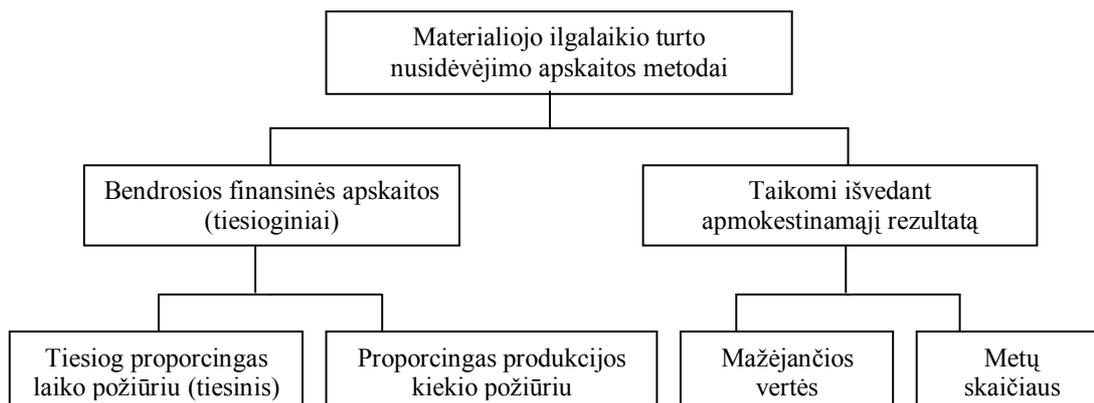 Materialiojo ilgalaikio turto
nusidėvėjimo apskaitos metodai
Bendrosios finansinės apskaitos
(tiesioginiai)
Taikomi išvedant
apmokestinamąjį rezultatą
Tiesiog proporcingas
laiko požiūriu (tiesinis)
Proporcingas produkcijos
kiekio požiūriu
Mažėjančios
vertės
Metų
skaičiaus